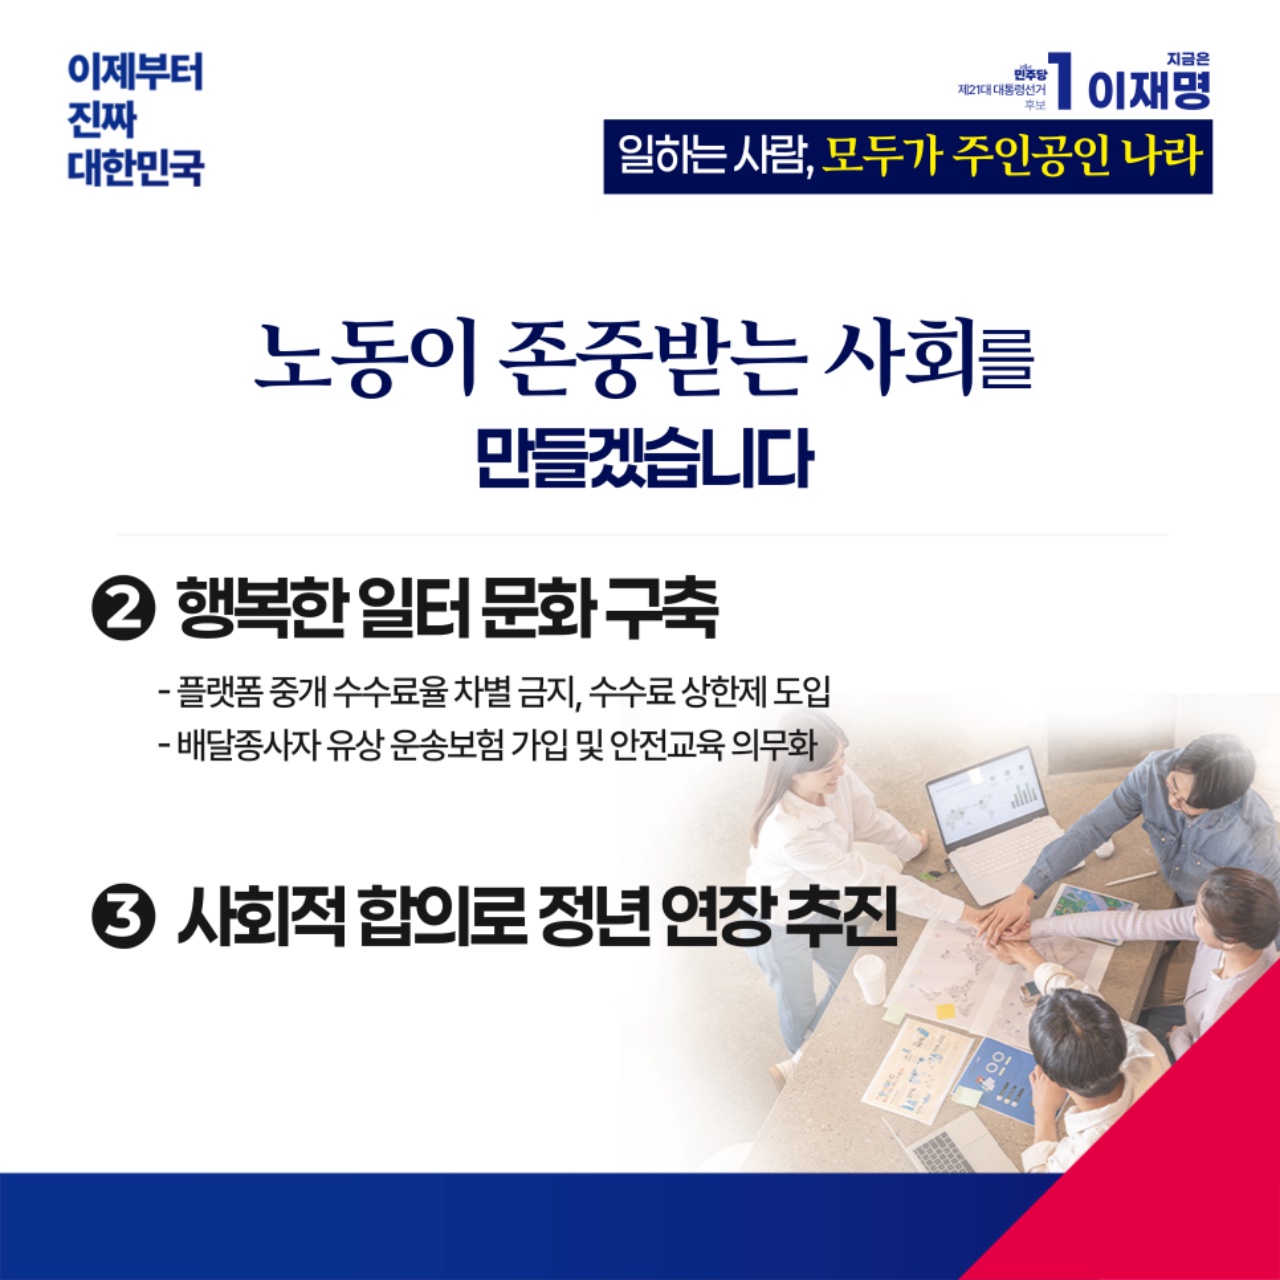 이제부터
진짜
대한민국
더불어민주당
제21대 대통령선거
후보
1
지금은
이재명
일하는 사람, 모두가 주인공인 나라
노동이 존중받는 사회를
만들겠습니다
2 행복한 일터 문화 구축
- 플랫폼 중개 수수료율 차별 금지, 수수료 상한제 도입
- 배달종사자 유상 운송보험 가입 및 안전교육 의무화
3 사회적 합의로 정년 연장 추진